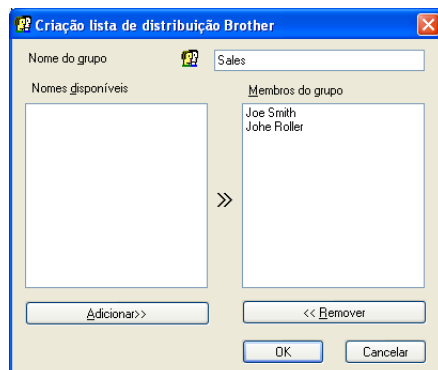 Criação lista de distribuição Brother
Nome do grupo
Sales
Nomes disponíveis
Membros do grupo
Joe Smith
Johe Roller
Adicionar>>
<< Remover
OK
Cancelar